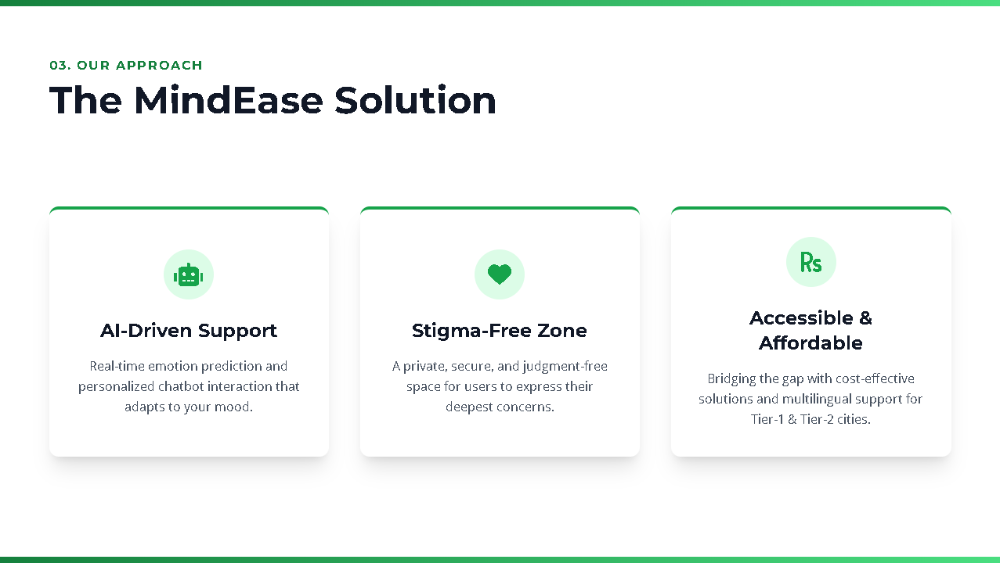 03. OUR APPROACH
The MindEase Solution
AI-Driven Support
Real-time emotion prediction and
personalized chatbot interaction that
adapts to your mood.
Stigma-Free Zone
A private, secure, and judgment-free
space for users to express their
deepest concerns.
Rs
Accessible &
Affordable
Bridging the gap with cost-effective
solutions and multilingual support for
Tier-1 & Tier-2 cities.